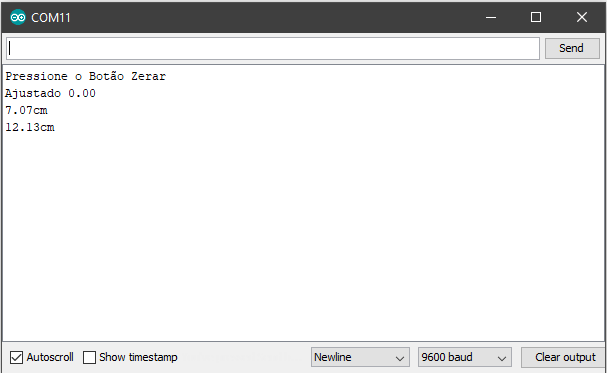 COM11
Send
Pressione o Botão Zerar
Ajustado 0.00
7.07cm
12.13cm
Autoscroll Show timestamp Newline 9600 baud Clear output